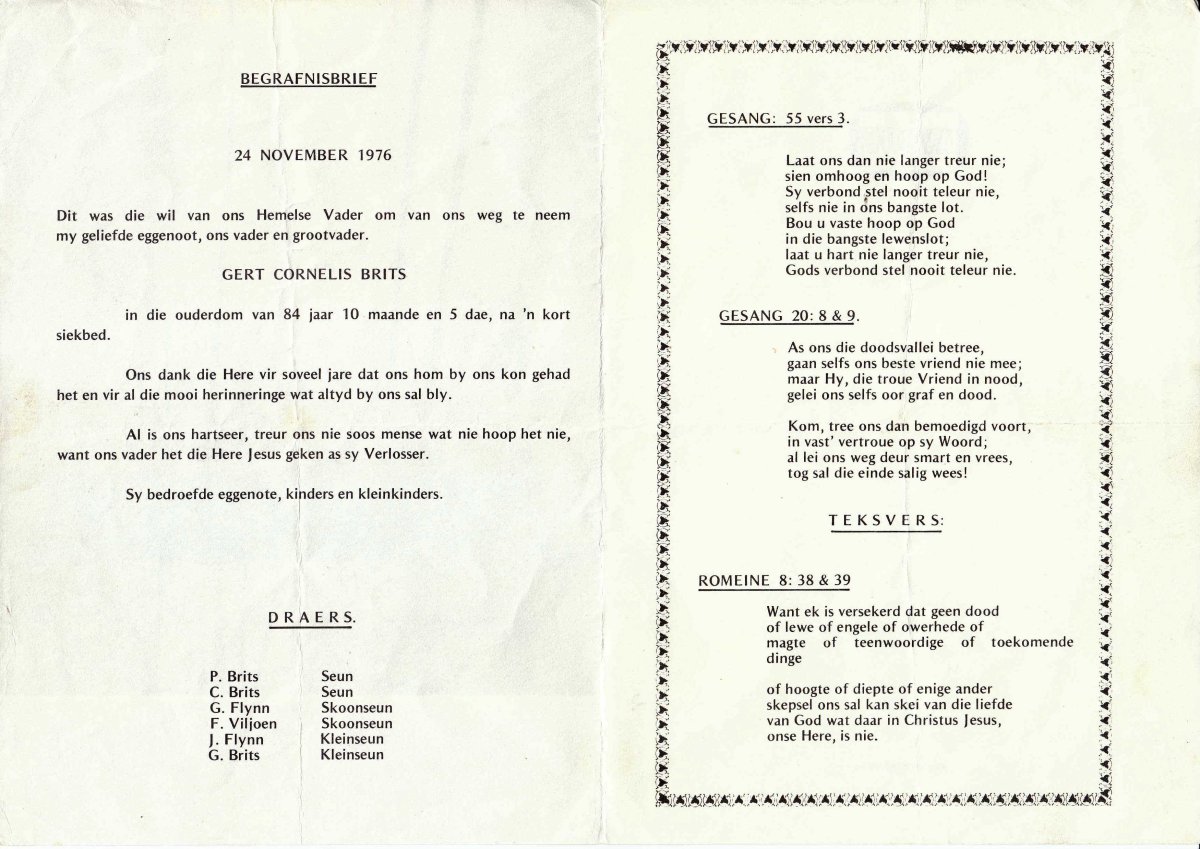 BEGRAFNISBRIEF
24 NOVEMBER 1976
Dit was die wil van ons Hemelse Vader om van ons weg te neem
my geliefde eggenoot, ons vader en grootvader.
GERT CORNELIS BRITS
in die ouderdom van 84 jaar 10 maande en 5 dae, na 'n kort
siekbed.
Ons dank die Here vir soveel jare dat ons hom by ons kon gehad
het en vir al die mooi herinneringe wat altyd by ons sal bly.
Al is ons hartseer, treur ons nie soos mense wat nie hoop het nie,
want ons vader het die Here Jesus geken as sy Verlosser.
Sy bedroefde eggenote, kinders en kleinkinders.
DRAERS.
P. Brits Seun
C. Brits Seun
G. Flynn Skoonseun
F. Viljoen Skoonseun
J. Flynn Kleinseun
G. Brits Kleinseun
GESANG: 55 vers 3.
Laat ons dan nie langer treur nie;
sien omhoog en hoop op God!
Sy verbond stel nooit teleur nie,
selfs nie in ons bangste lot.
Bou u vaste hoop op God
in die bangste lewenslot;
laat u hart nie langer treur nie,
Gods verbond stel nooit teleur nie.
GESANG 20: 8 & 9.
As ons die doodsvallei betree,
gaan selfs ons beste vriend nie mee;
maar Hy, die troue Vriend in nood,
gelei ons selfs oor graf en dood.
Kom, tree ons dan bemoedigd voort,
in vast' vertroue op sy Woord;
al lei ons weg deur smart en vrees,
tog sal die einde salig wees!
TEKSVERS:
ROMEINE 8: 38 & 39
Want ek is versekerd dat geen dood
of lewe of engele of owerhede of
magte of teenwoordige of toekomende
dinge
of hoogte of diepte of enige ander
skepsel ons sal kan skei van die liefde
van God wat daar in Christus Jesus,
onse Here, is nie.